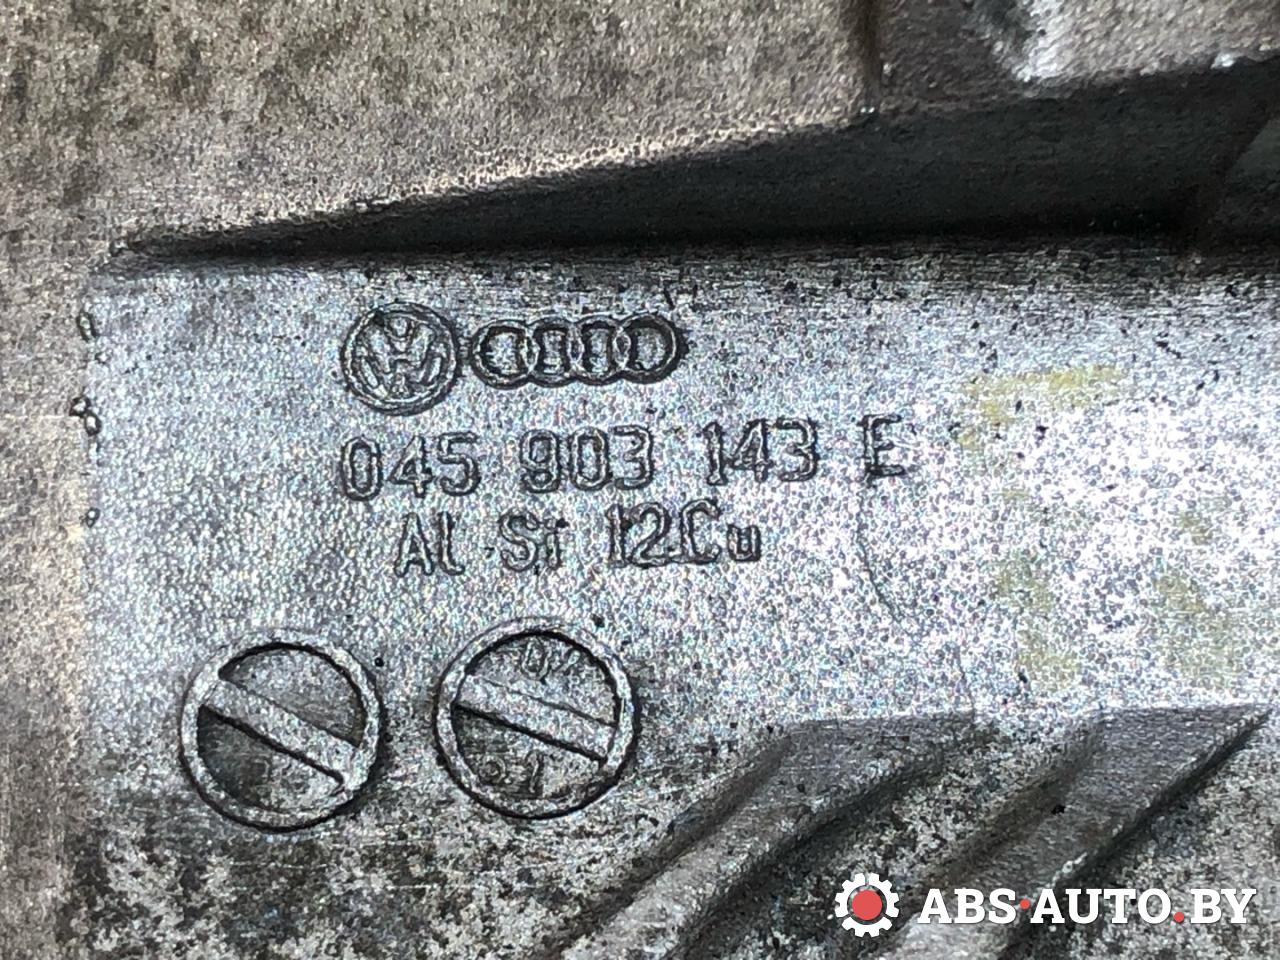 045 903 143 E
Al Si 12Cu
ABS-AUTO.BY